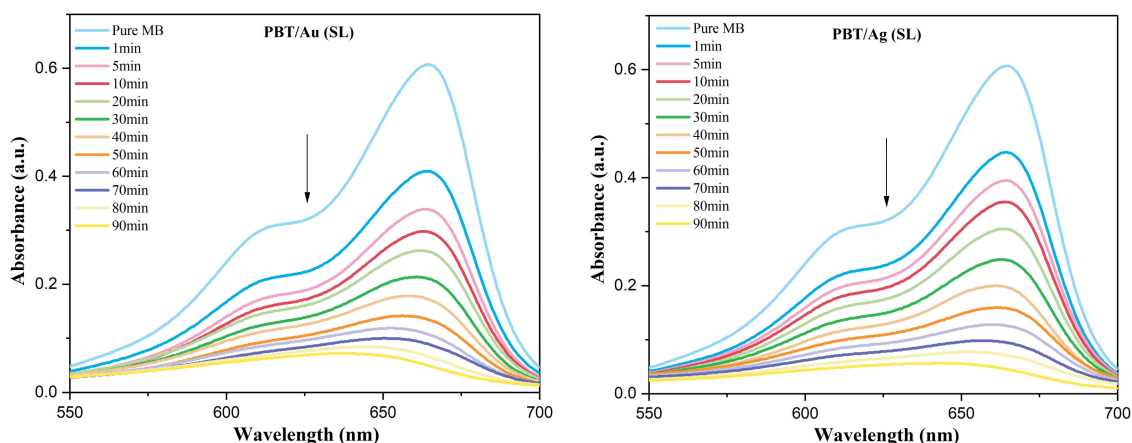 PBT/Au (SL)
Pure MB
1min
5min
10min
20min
30min
40min
50min
60min
70min
80min
90min
Absorbance (a.u.)
0.6
0.4
0.2
0.0
550
600
650
700
Wavelength (nm)
PBT/Ag (SL)
Pure MB
1min
5min
10min
20min
30min
40min
50min
60min
70min
80min
90min
Absorbance (a.u.)
0.6
0.4
0.2
0.0
550
600
650
700
Wavelength (nm)